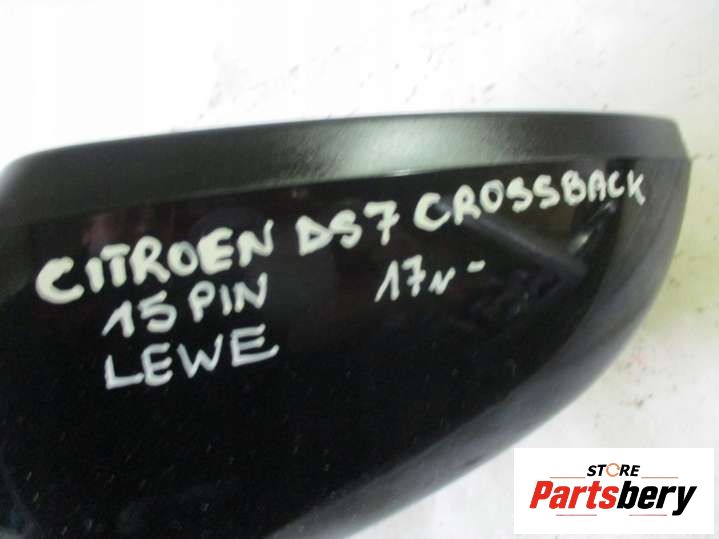 CITROEN DS7 CROSSBACK
15 PIN 17r-
LEWE
STORE
Partsbery